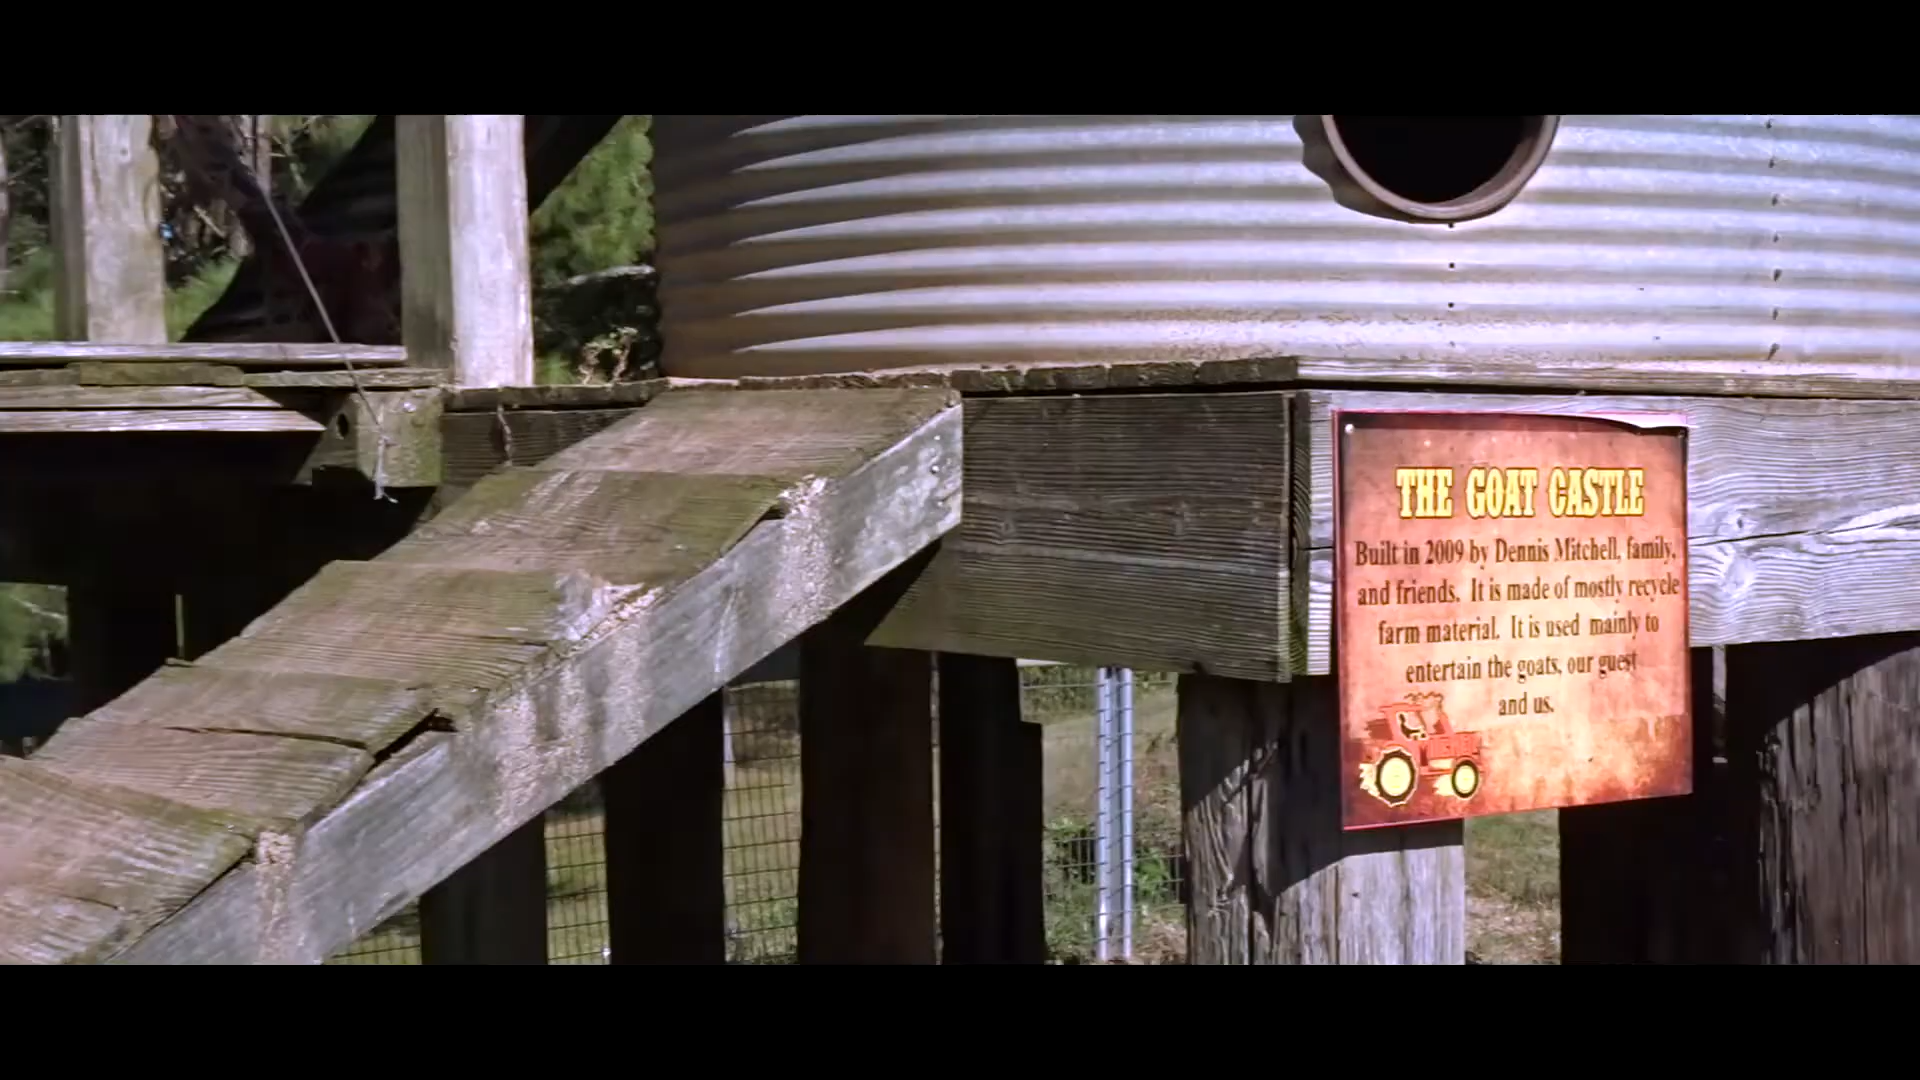 THE GOAT CASTLE
Built in 2009 by Dennis Mitchell, family,
and friends. It is made of mostly recycle
farm material. It is used mainly to
entertain the goats, our guest
and us.